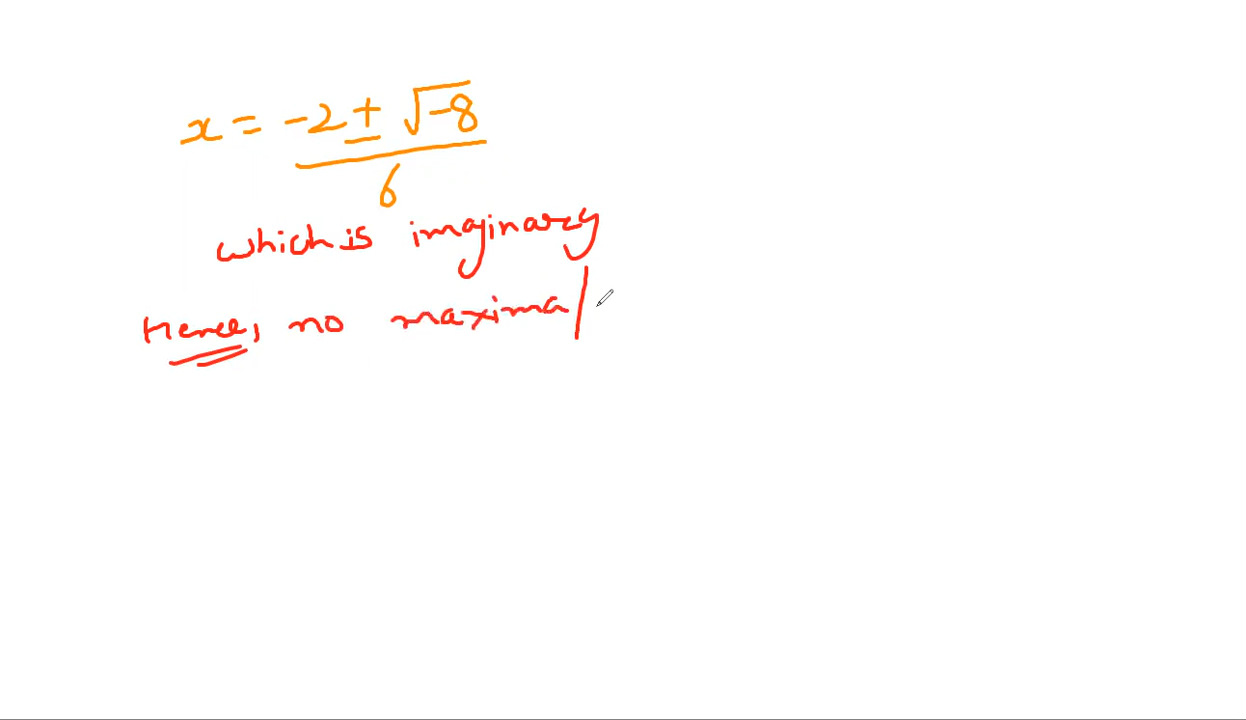 x = -2 ± √-8
6
which is imaginary
Hence, no maxima/